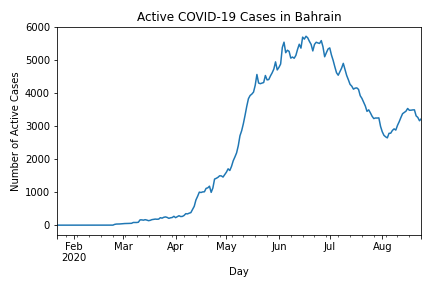 Active COVID-19 Cases in Bahrain
6000
5000
4000
3000
2000
1000
0
Number of Active Cases
Feb Mar Apr May Jun Jul Aug
2020
Day